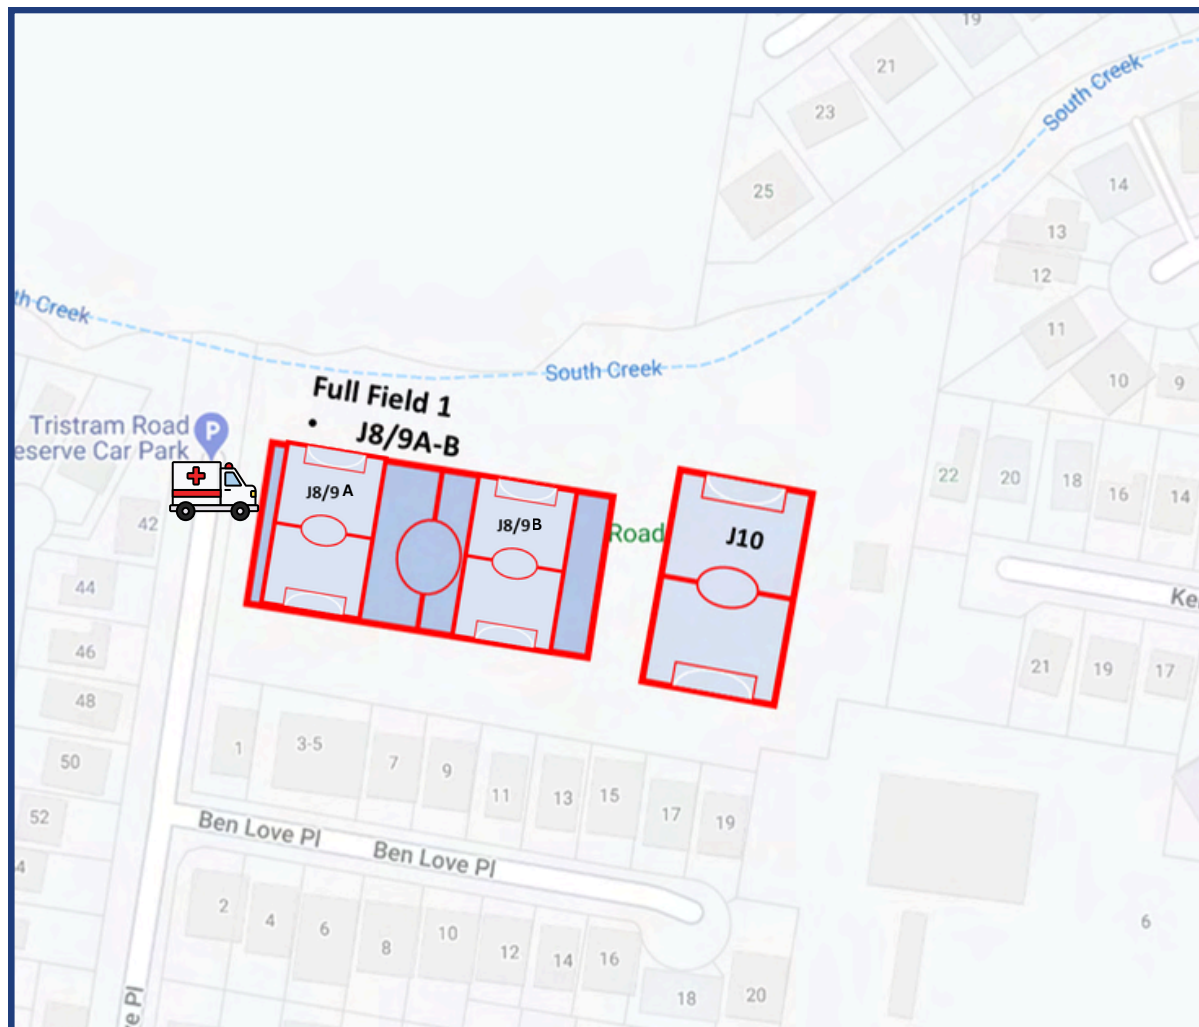 19
21
South Creek
23
14
25
13
12
th Creek
11
South Creek
10
9
Full Field 1
• J8/9A-B
Tristram Road
eserve Car Park
P
J8/9 A
J8/9B
Road
J10
22
20
18
16
14
42
44
Ke
46
21
19
17
48
1
3-5
7
9
50
11
13
15
17
19
52
Ben Love Pl
Ben Love Pl
4
2
4
6
8
10
12
14
16
6
18
20
ve Pl